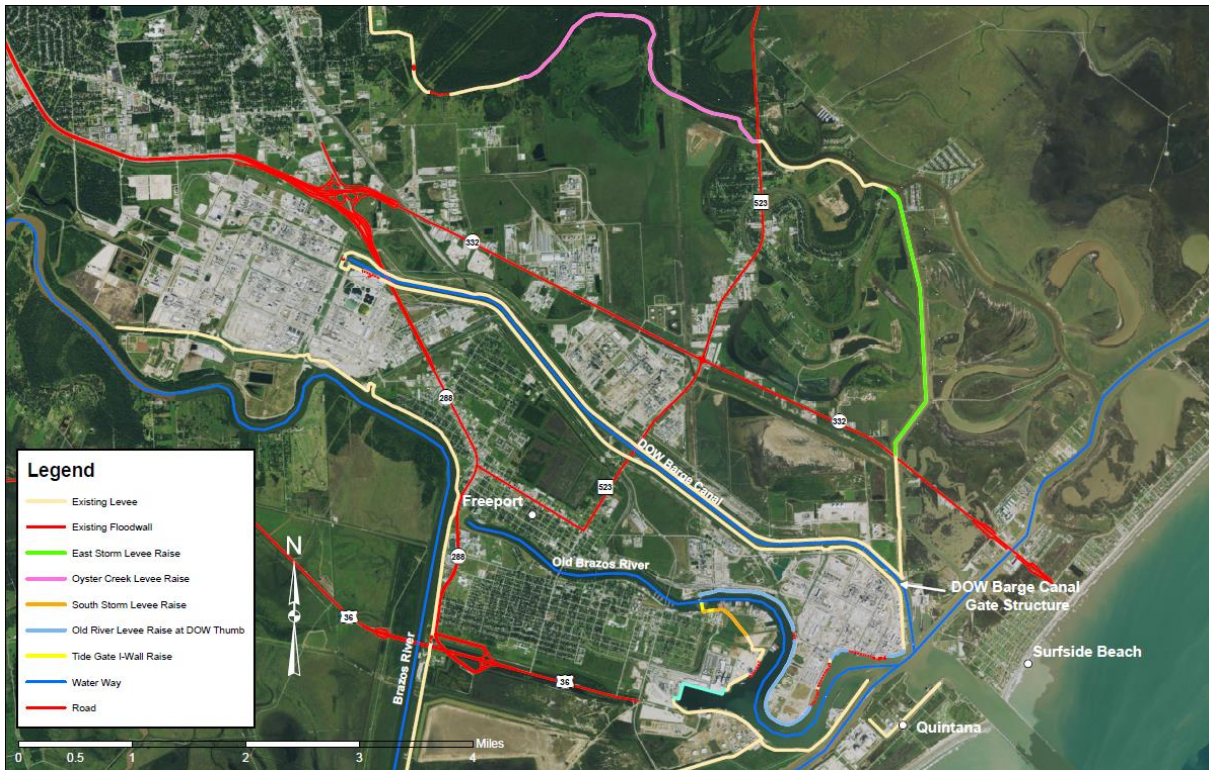 523
332
288
332
DOW Barge Canal
523
Freeport
288
Old Brazos River
DOW Barge Canal
Gate Structure
36
Surfside Beach
Brazos River
36
Quintana
Legend
Existing Levee
Existing Floodwall
East Storm Levee Raise
Oyster Creek Levee Raise
South Storm Levee Raise
Old River Levee Raise at DOW Thumb
Tide Gate I-Wall Raise
Water Way
Road
N
Miles
0 0.5 1 2 3 4